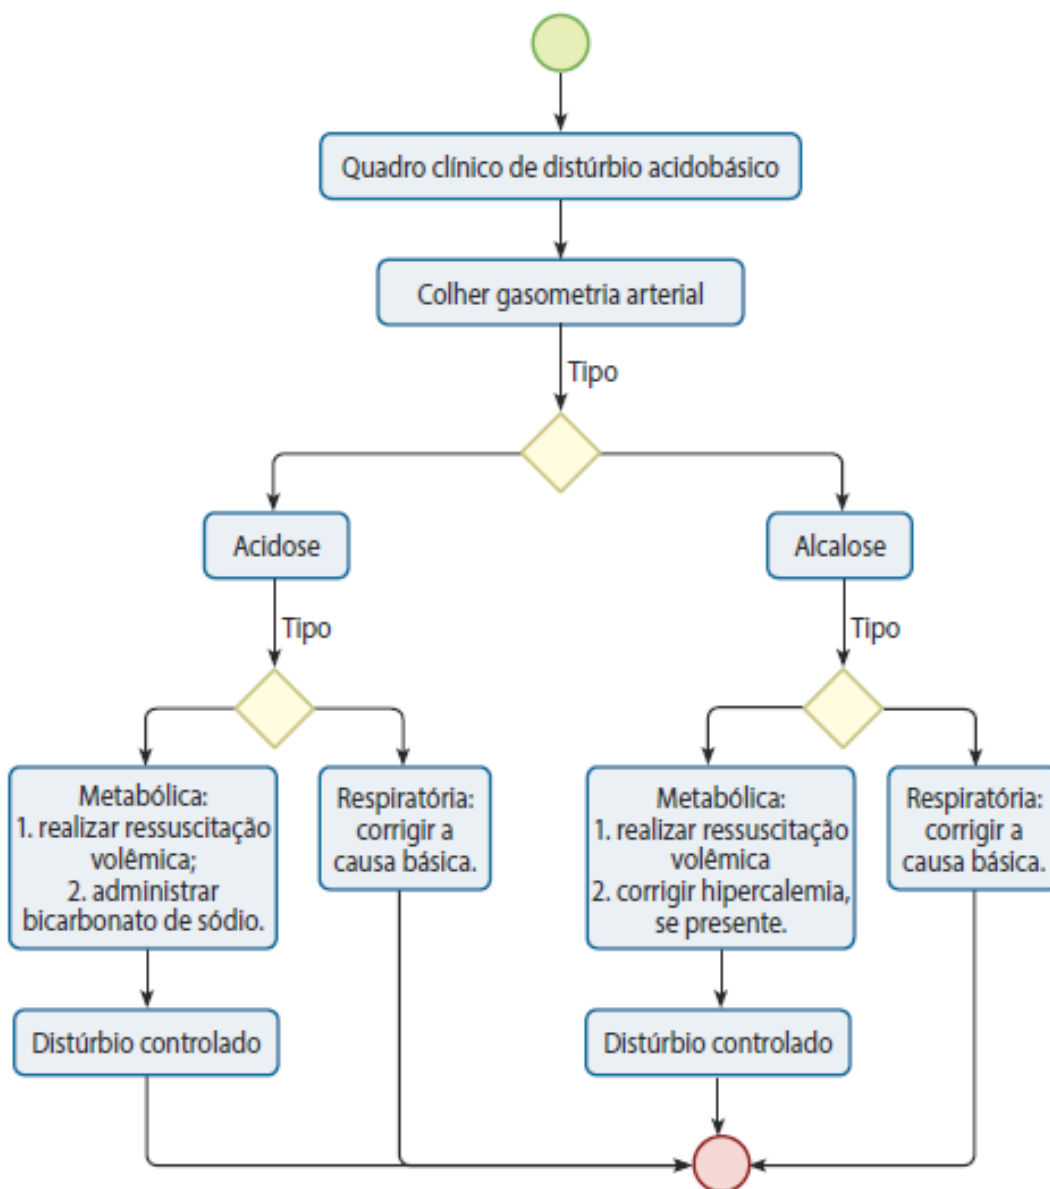 Quadro clínico de distúrbio acidobásico
Colher gasometria arterial
Tipo
Acidose
Alcalose
Tipo
Tipo
Metabólica:
1. realizar ressuscitação
volêmica;
2. administrar
bicarbonato de sódio.
Respiratória:
corrigir a
causa básica.
Metabólica:
1. realizar ressuscitação
volêmica
2. corrigir hipercalemia,
se presente.
Respiratória:
corrigir a
causa básica.
Distúrbio controlado
Distúrbio controlado